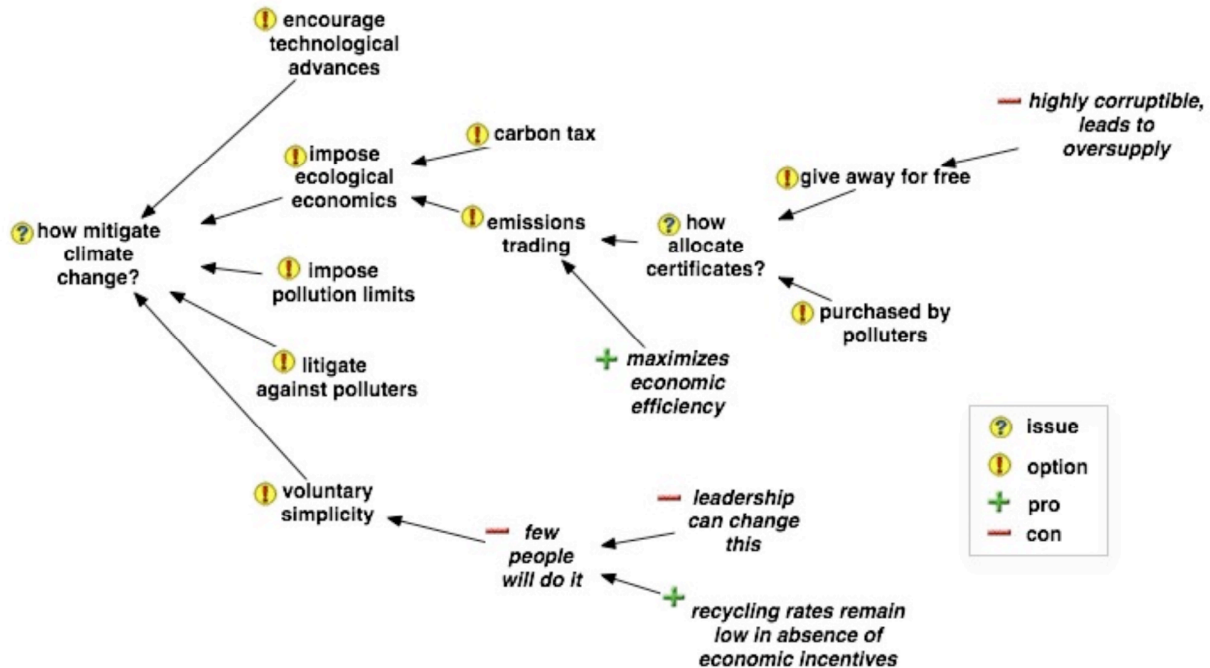 encourage
technological
advances
highly corruptible,
leads to
oversupply
carbon tax
impose
ecological
economics
give away for free
how mitigate
climate
change?
emissions
trading
how
allocate
certificates?
impose
pollution limits
purchased by
polluters
litigate
against polluters
maximizes
economic
efficiency
issue
option
pro
con
voluntary
simplicity
leadership
can change
this
few
people
will do it
recycling rates remain
low in absence of
economic incentives